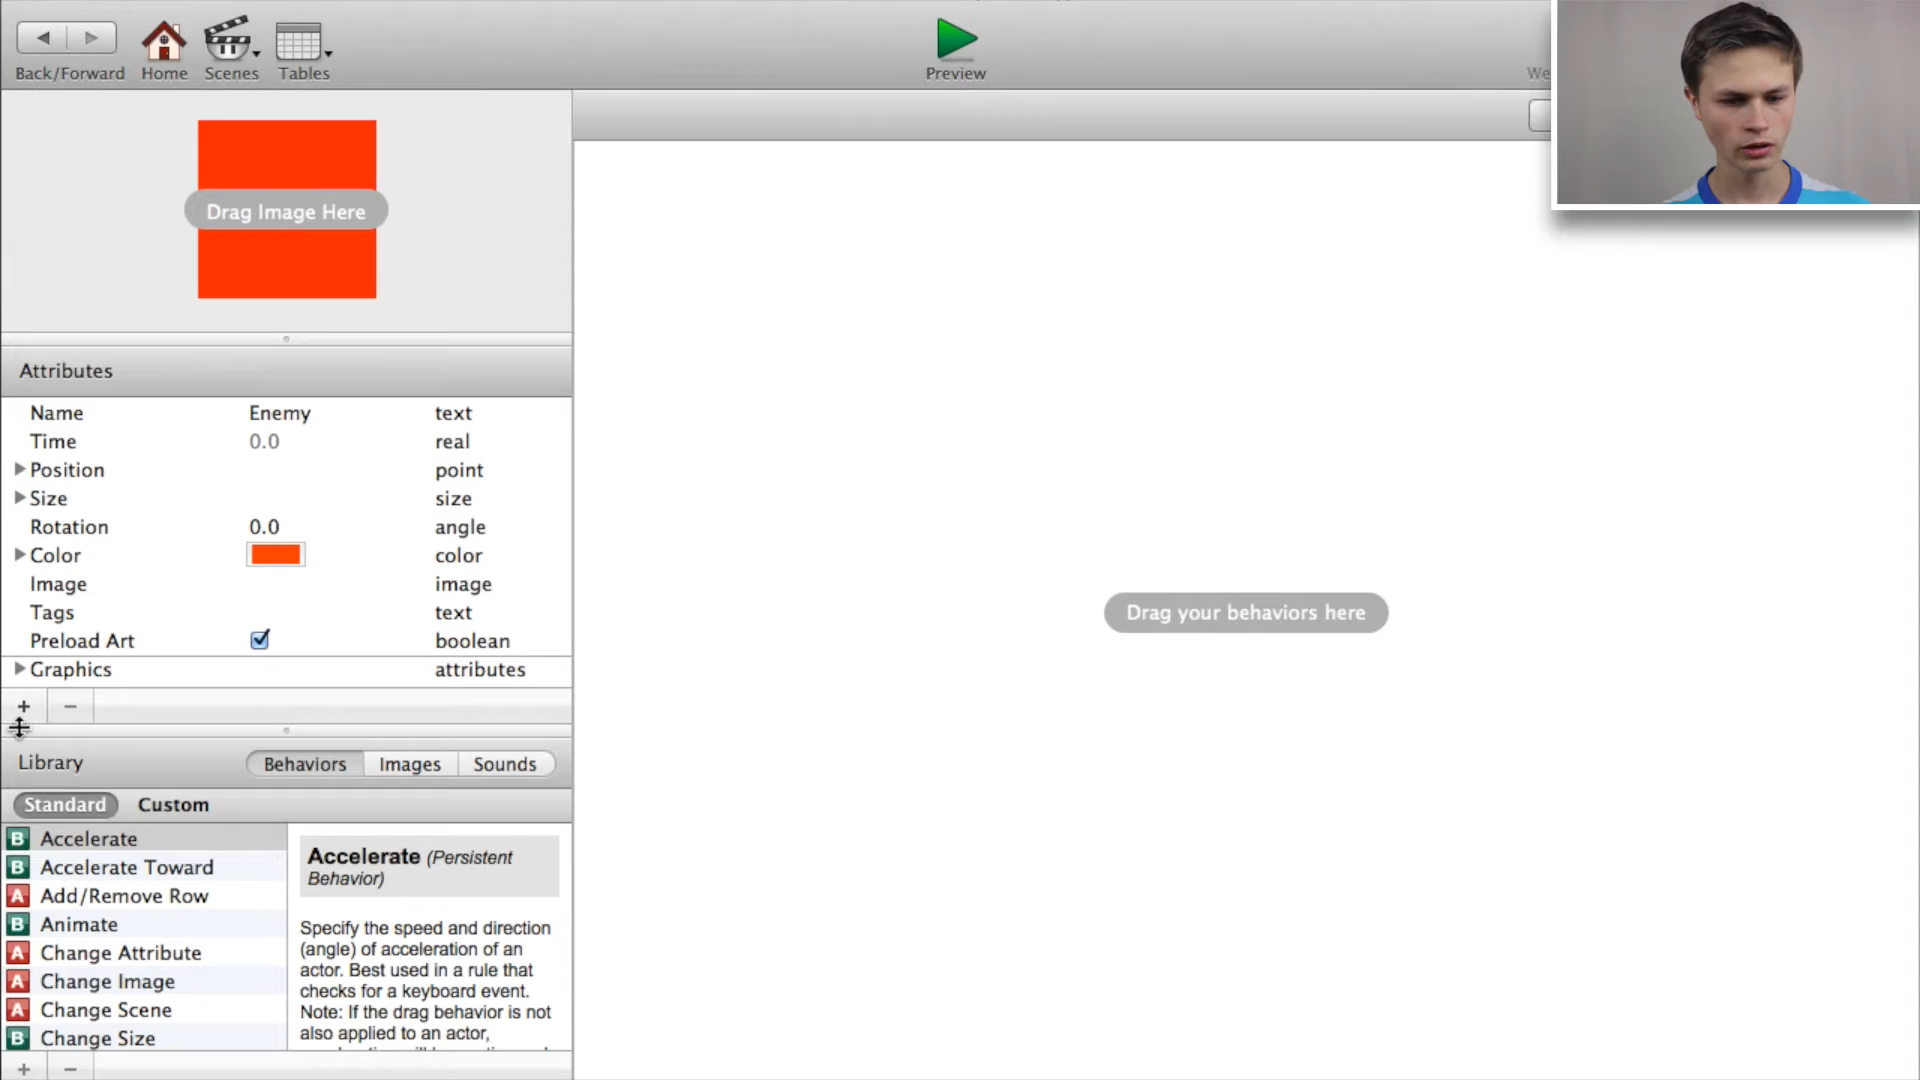 Back/Forward
Home
Scenes
Tables
Preview
We
Drag Image Here
Attributes
Name Enemy text
Time 0.0 real
Position point
Size size
Rotation 0.0 angle
Color color
Image image
Tags text
Preload Art boolean
Graphics attributes
+ −
Drag your behaviors here
Library Behaviors Images Sounds
Standard Custom
B Accelerate
B Accelerate Toward
A Add/Remove Row
B Animate
A Change Attribute
A Change Image
A Change Scene
B Change Size
Accelerate (Persistent
Behavior)
Specify the speed and direction
(angle) of acceleration of an
actor. Best used in a rule that
checks for a keyboard event.
Note: If the drag behavior is not
also applied to an actor,
+ −